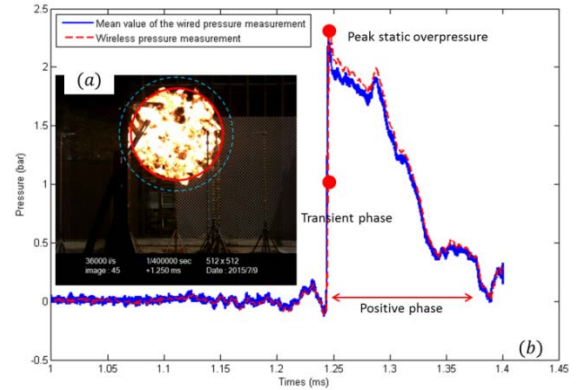 Mean value of the wired pressure measurement
Wireless pressure measurement
(a)
Peak static overpressure
Transient phase
36000 i/s 1/400000 sec 512 x 512
image : 45 +1.250 ms Date : 2015/7/9
Positive phase
(b)
Pressure (bar)
2.5
2
1.5
1
0.5
0
-0.5
1 1.05 1.1 1.15 1.2 1.25 1.3 1.35 1.4 1.45
Times (ms)